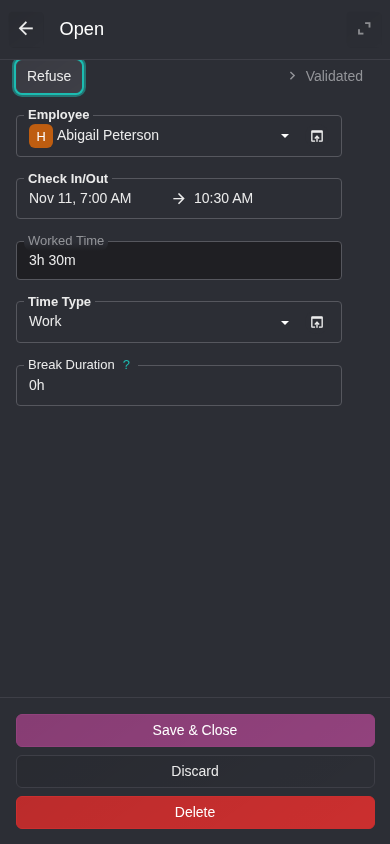 Open
Refuse
Validated
Employee
H Abigail Peterson
Check In/Out
Nov 11, 7:00 AM → 10:30 AM
Worked Time
3h 30m
Time Type
Work
Break Duration ?
0h
Save & Close
Discard
Delete